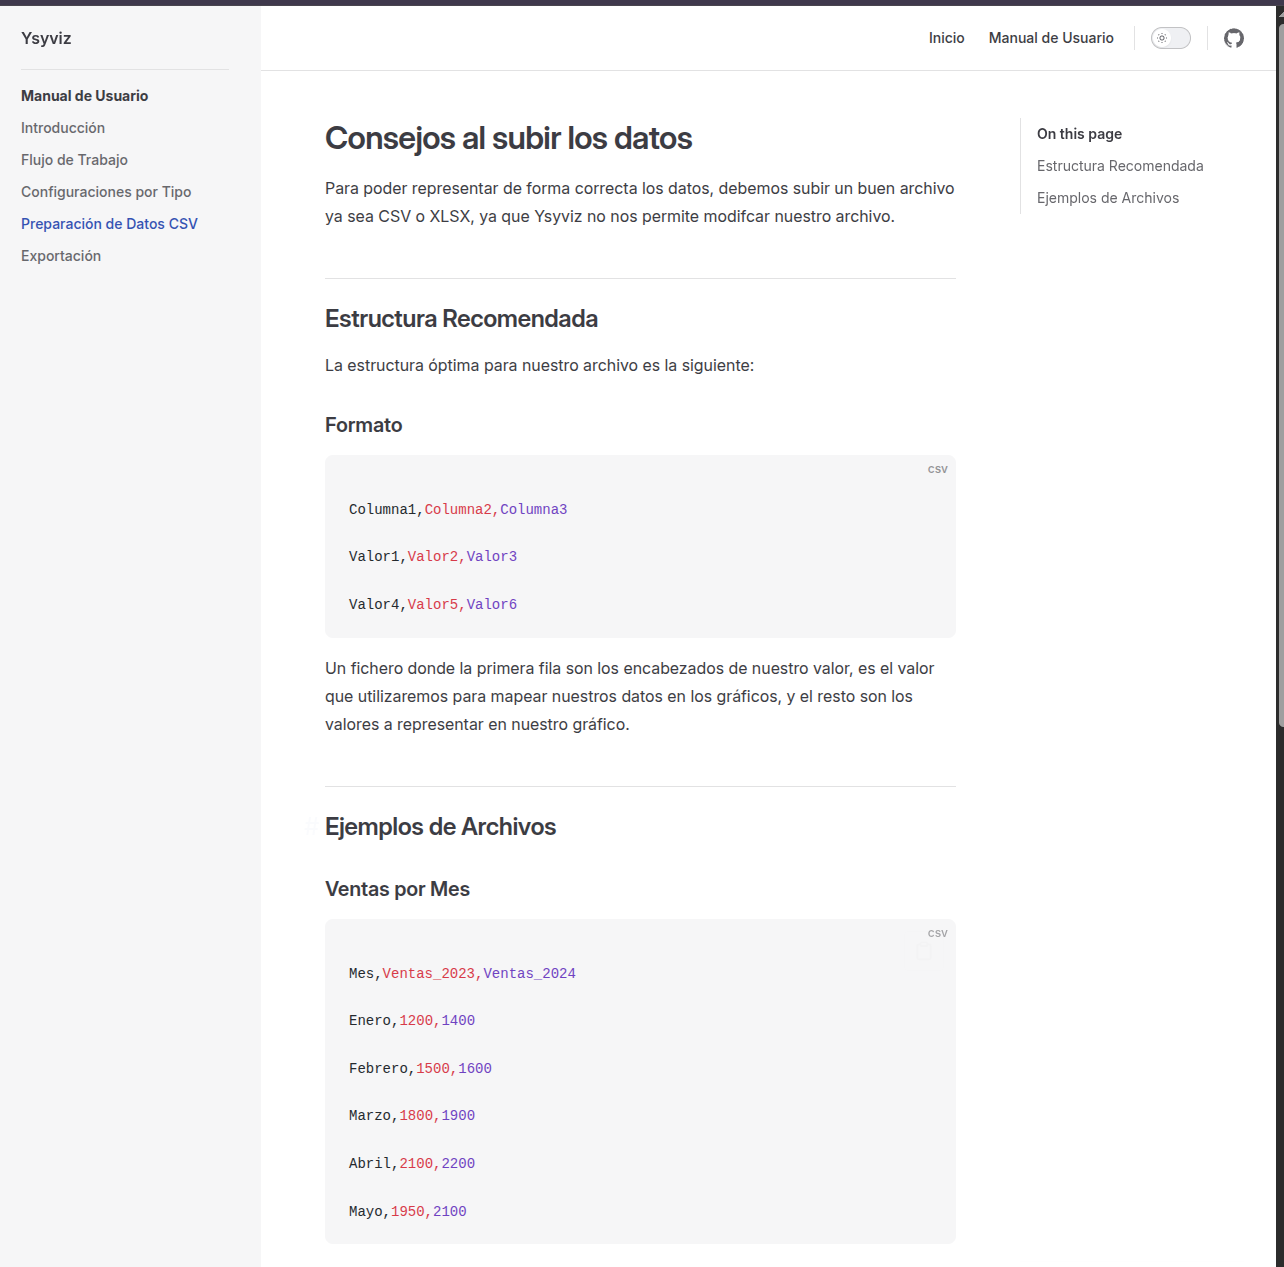 Ysyviz
Inicio
Manual de Usuario
Manual de Usuario
Introducción
Flujo de Trabajo
Configuraciones por Tipo
Preparación de Datos CSV
Exportación
Consejos al subir los datos
Para poder representar de forma correcta los datos, debemos subir un buen archivo
ya sea CSV o XLSX, ya que Ysyviz no nos permite modifcar nuestro archivo.
Estructura Recomendada
La estructura óptima para nuestro archivo es la siguiente:
Formato
csv
Columna1,Columna2,Columna3
Valor1,Valor2,Valor3
Valor4,Valor5,Valor6
Un fichero donde la primera fila son los encabezados de nuestro valor, es el valor
que utilizaremos para mapear nuestros datos en los gráficos, y el resto son los
valores a representar en nuestro gráfico.
# Ejemplos de Archivos
Ventas por Mes
csv
Mes,Ventas_2023,Ventas_2024
Enero,1200,1400
Febrero,1500,1600
Marzo,1800,1900
Abril,2100,2200
Mayo,1950,2100
On this page
Estructura Recomendada
Ejemplos de Archivos